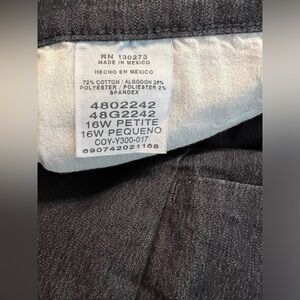 RN 130273
MADE IN MEXICO
HECHO EN MEXICO
72% COTTON / ALGODON 26%
POLYESTER / POLIESTER 2%
SPANDEX
4802242
48G2242
16W PETITE
16W PEQUENO
COY-Y300-017
690742021168